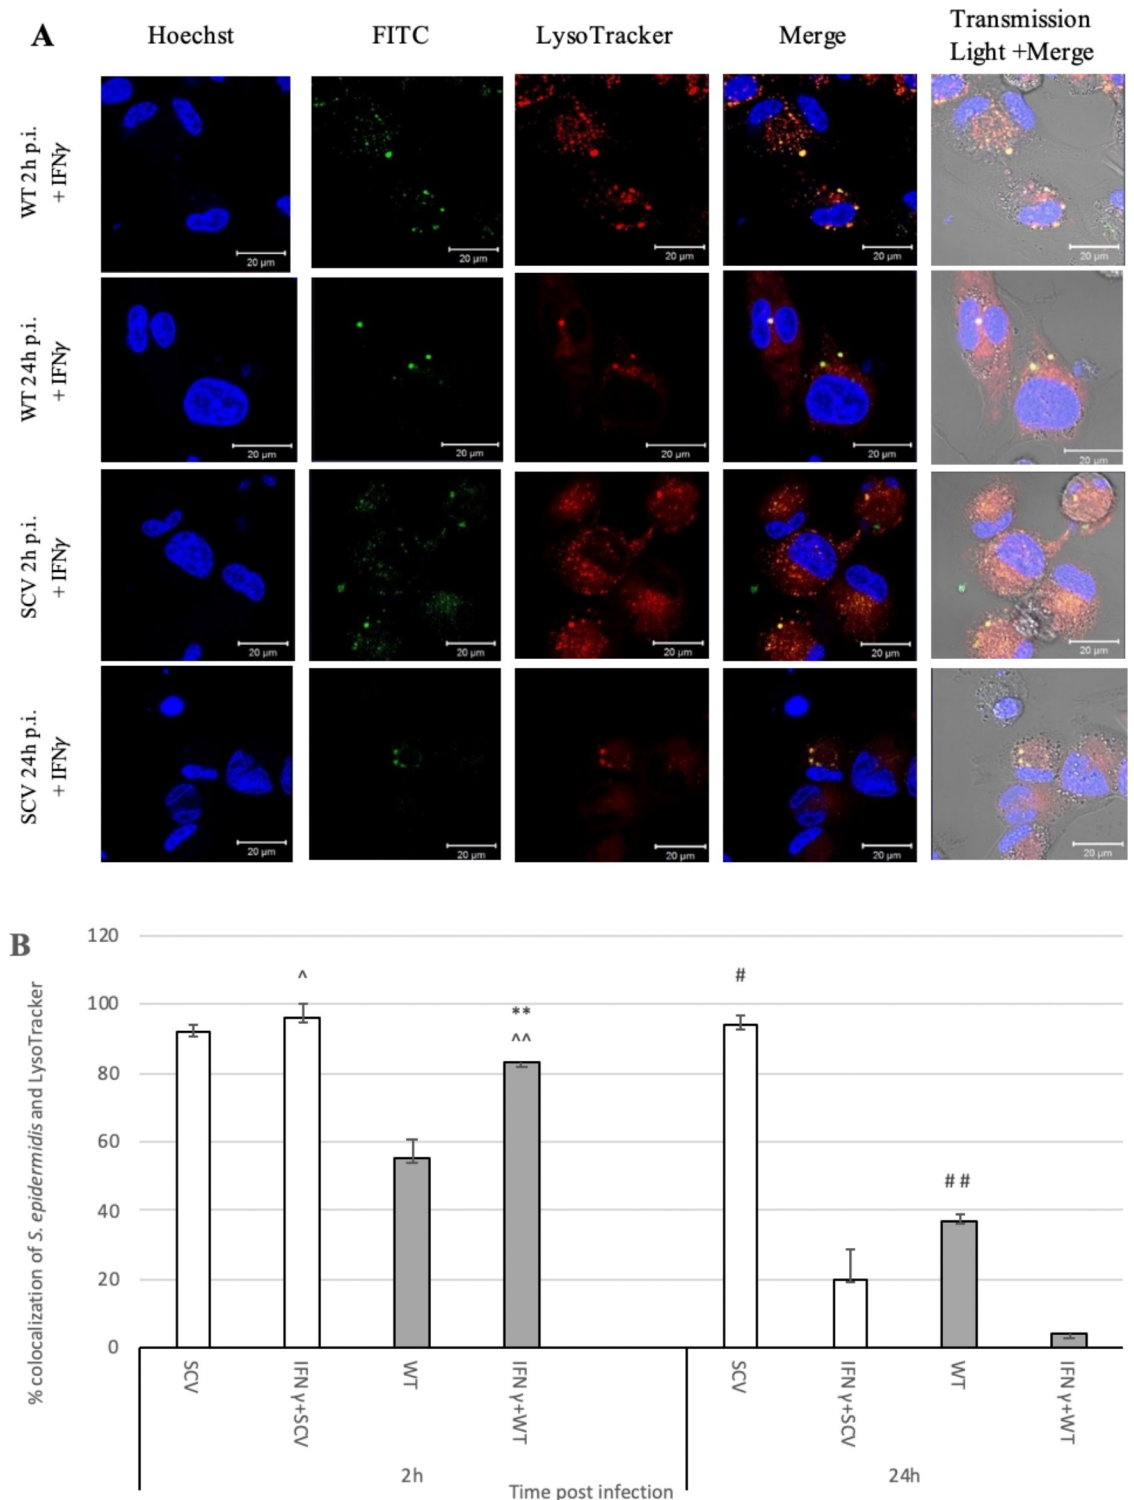 A
Hoechst
FITC
LysoTracker
Merge
Transmission
Light +Merge
WT 2h p.i.
+ IFNγ
20 µm
20 µm
20 µm
20 µm
20 µm
WT 24h p.i.
+ IFNγ
20 µm
20 µm
20 µm
20 µm
20 µm
SCV 2h p.i.
+ IFNγ
20 µm
20 µm
20 µm
20 µm
20 µm
SCV 24h p.i.
+ IFNγ
20 µm
20 µm
20 µm
20 µm
20 µm
B
% colocalization of S. epidermidis and LysoTracker
120
100
80
60
40
20
0
^
**
^^
#
# #
SCV
IFN γ+SCV
WT
IFN γ+WT
SCV
IFN γ+SCV
WT
IFN γ+WT
2h
24h
Time post infection